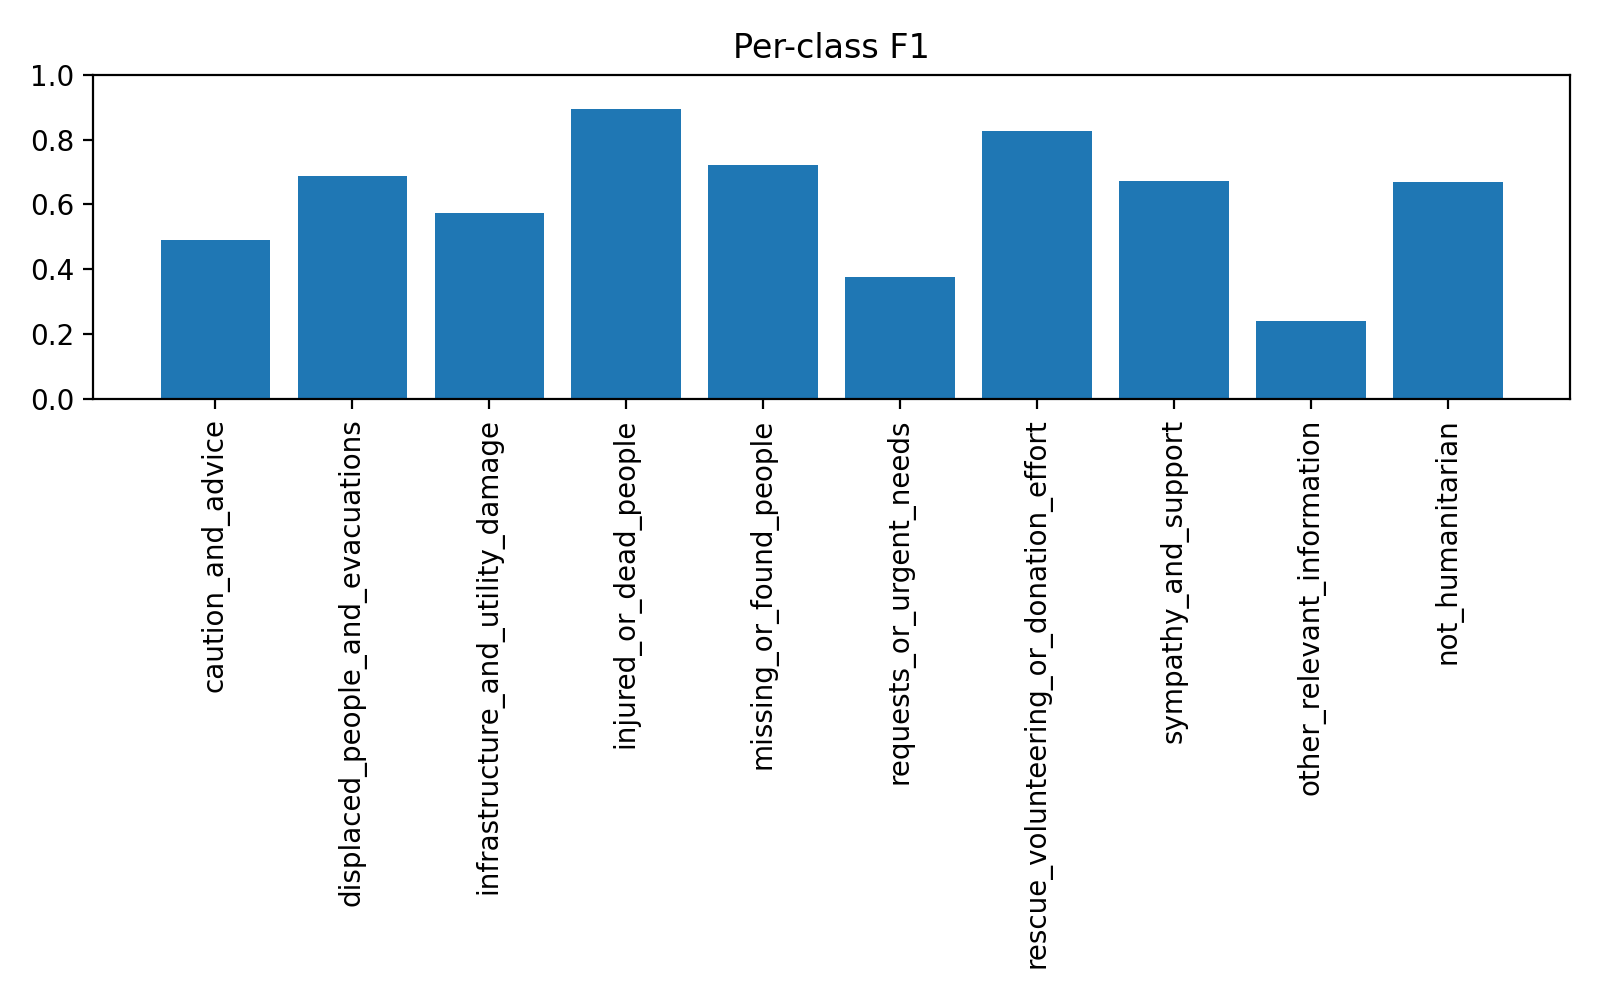 Per-class F1
1.0
0.8
0.6
0.4
0.2
0.0
caution_and_advice
displaced_people_and_evacuations
infrastructure_and_utility_damage
injured_or_dead_people
missing_or_found_people
requests_or_urgent_needs
rescue_volunteering_or_donation_effort
sympathy_and_support
other_relevant_information
not_humanitarian